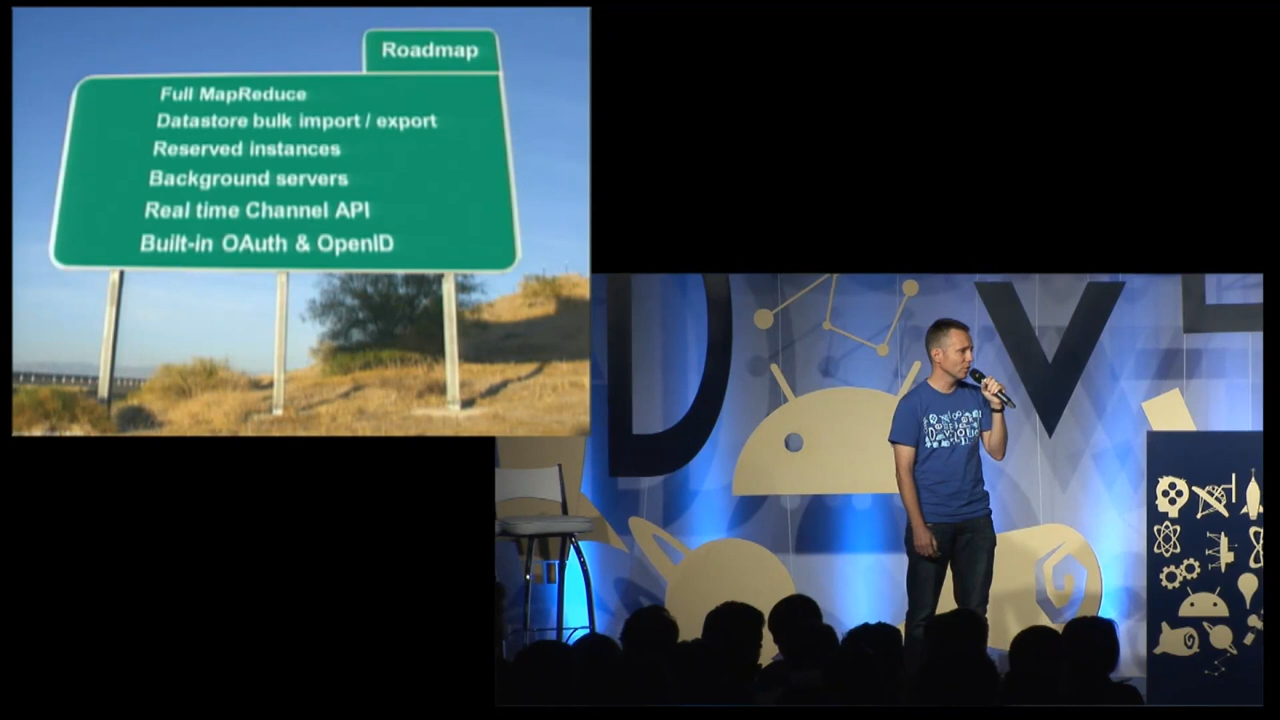 Roadmap
Full MapReduce
Datastore bulk import / export
Reserved instances
Background servers
Real time Channel API
Built-in OAuth & OpenID
D V